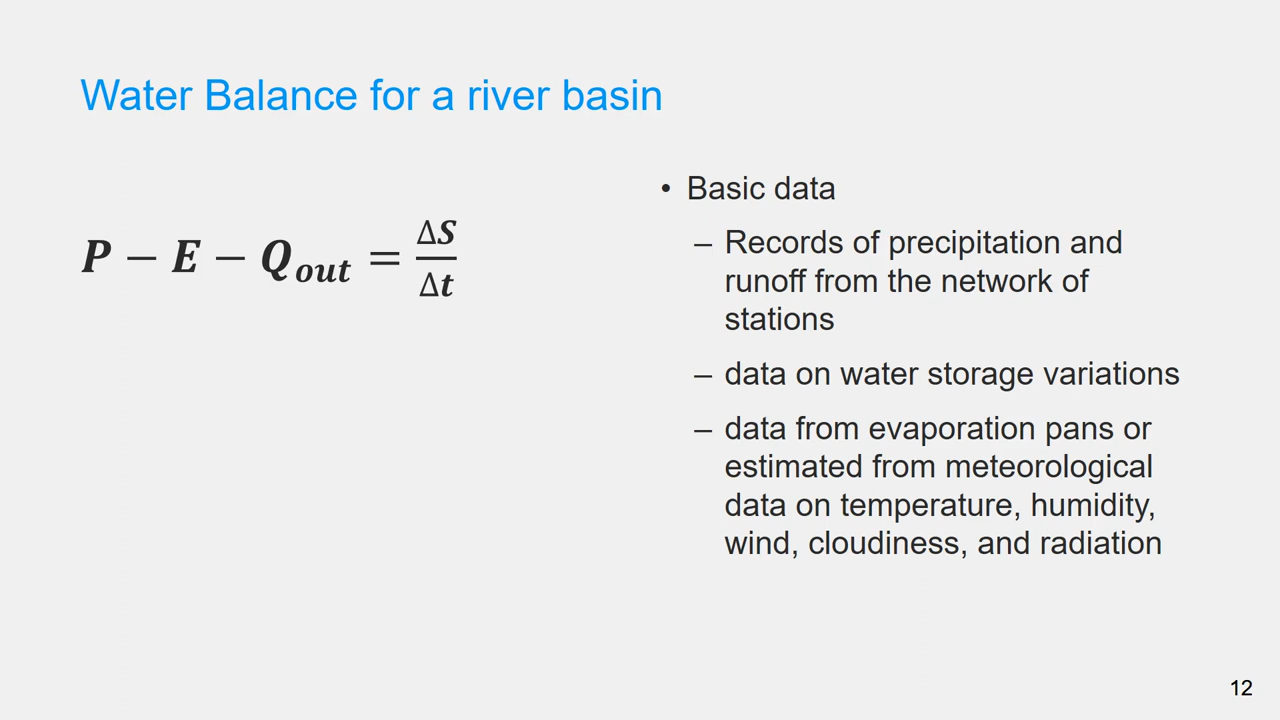 Water Balance for a river basin
P − E − Q_out = ΔS/Δt
• Basic data
– Records of precipitation and
runoff from the network of
stations
– data on water storage variations
– data from evaporation pans or
estimated from meteorological
data on temperature, humidity,
wind, cloudiness, and radiation
12